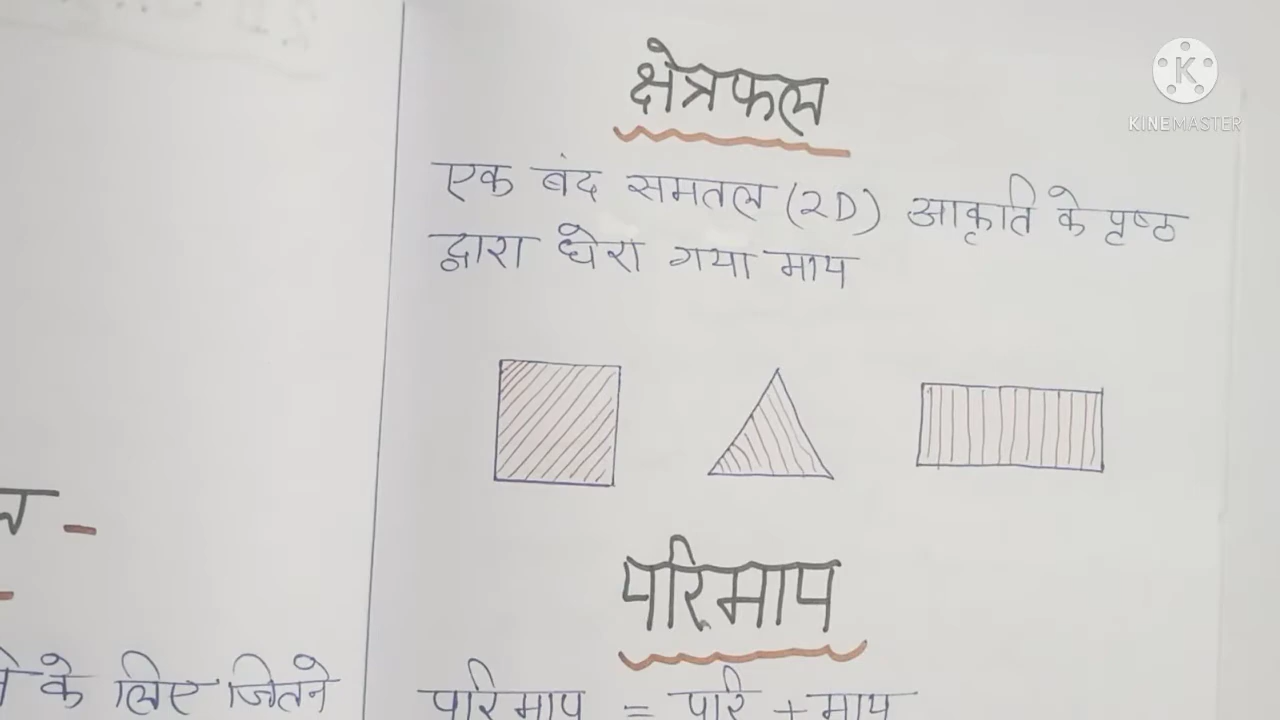 क्षेत्रफल
एक बंद समतल (2D) आकृति के पृष्ठ
द्वारा घेरा गया माप
परिमाप
परिमाप = परि + माप
के लिए जितने
K
KINEMASTER